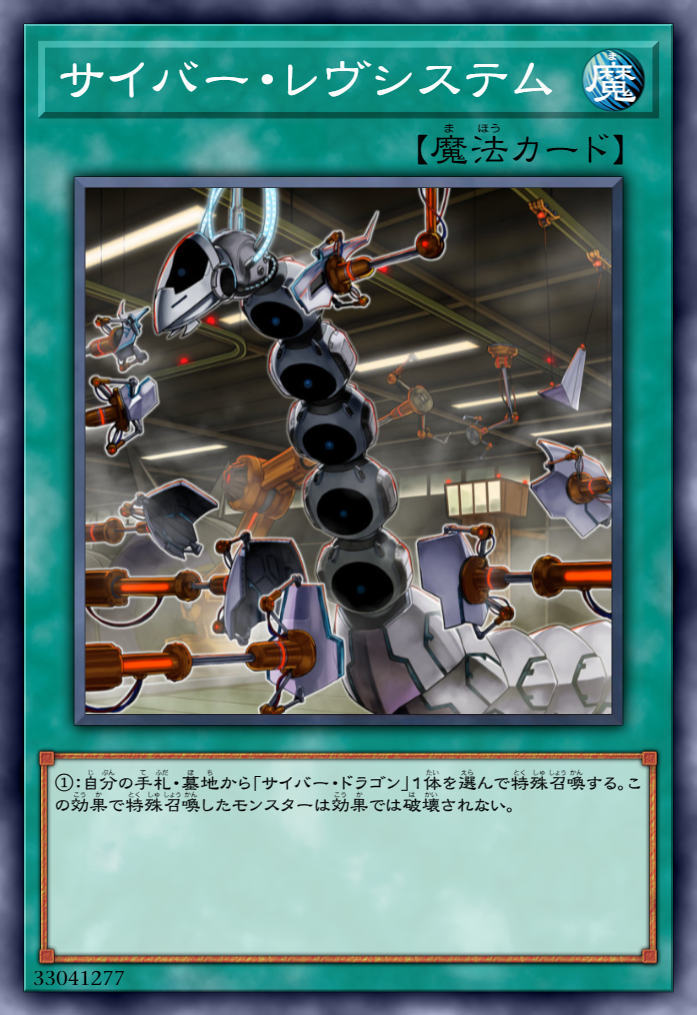 サイバー・レヴシステム 魔
【魔法カード】
①:自分の手札・墓地から「サイバー・ドラゴン」1体を選んで特殊召喚する。こ
の効果で特殊召喚したモンスターは効果では破壊されない。
33041277